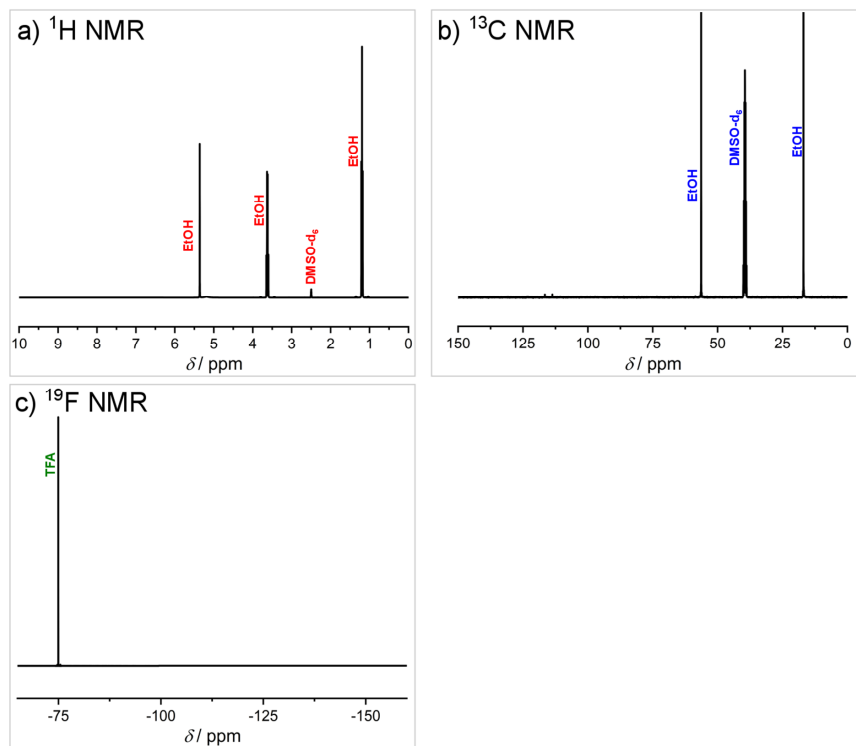 a) ¹H NMR
EtOH
EtOH
DMSO-d₆
EtOH
10 9 8 7 6 5 4 3 2 1 0
δ / ppm
b) ¹³C NMR
EtOH
DMSO-d₆
EtOH
150 125 100 75 50 25 0
δ / ppm
c) ¹⁹F NMR
TFA
-75 -100 -125 -150
δ / ppm